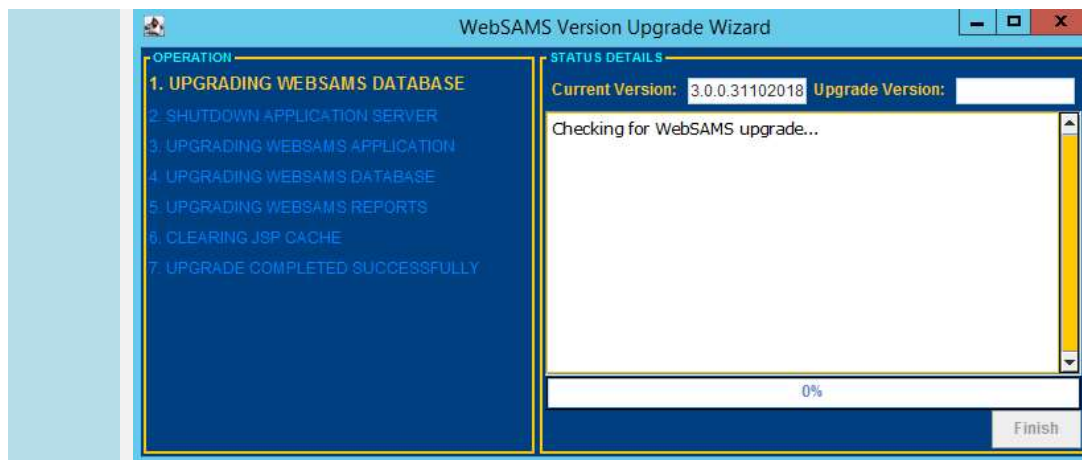 WebSAMS Version Upgrade Wizard
OPERATION
1. UPGRADING WEBSAMS DATABASE
2. SHUTDOWN APPLICATION SERVER
3. UPGRADING WEBSAMS APPLICATION
4. UPGRADING WEBSAMS DATABASE
5. UPGRADING WEBSAMS REPORTS
6. CLEARING JSP CACHE
7. UPGRADE COMPLETED SUCCESSFULLY
STATUS DETAILS
Current Version: 3.0.0.31102018 Upgrade Version:
Checking for WebSAMS upgrade...
0%
Finish